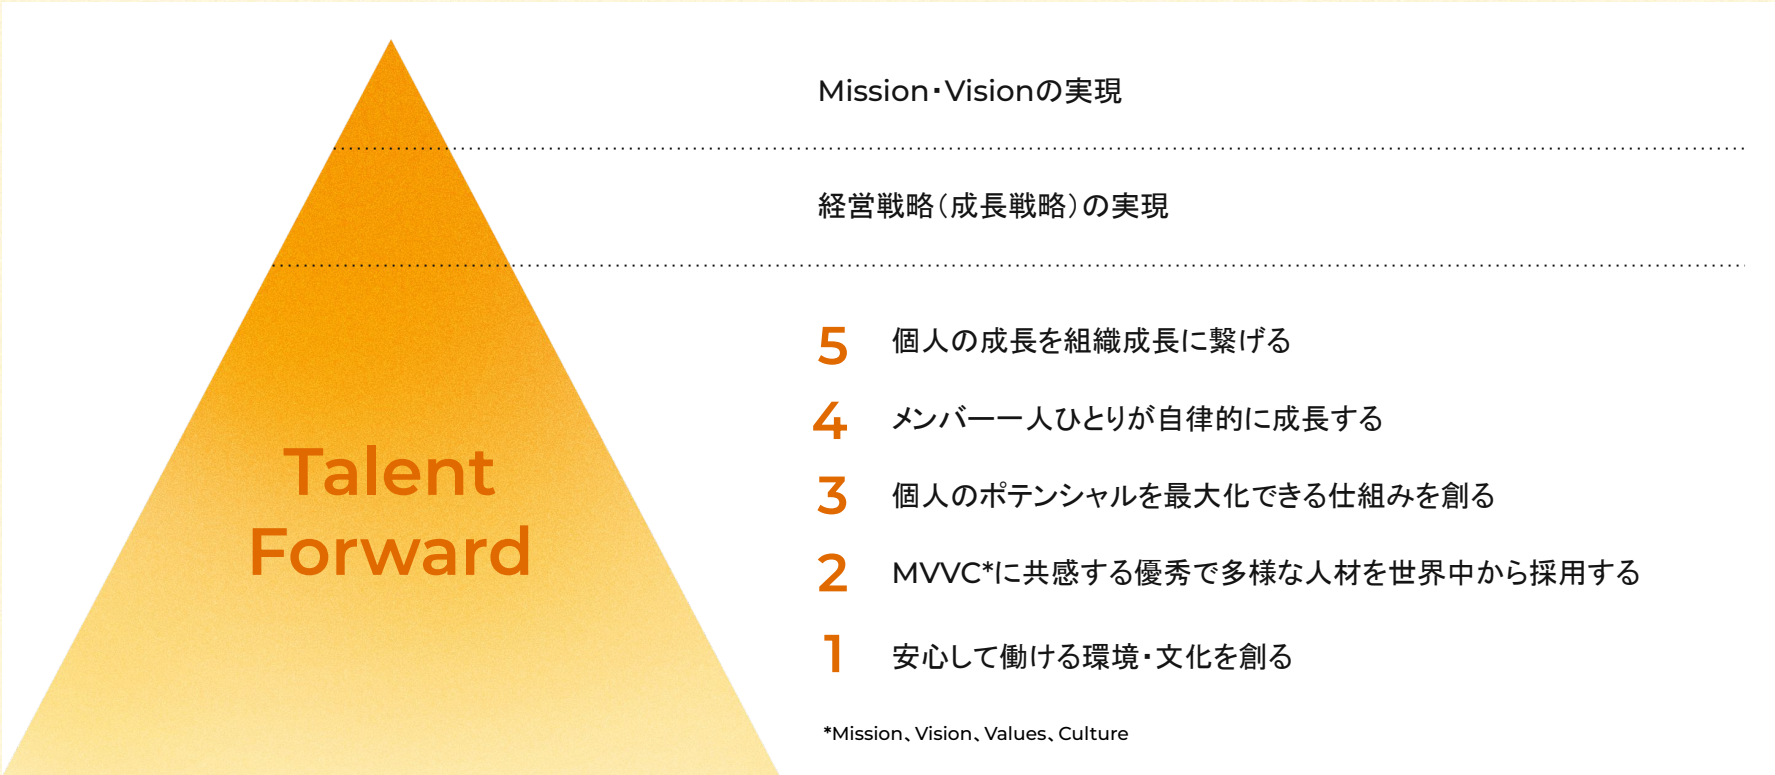 Mission・Visionの実現
経営戦略（成長戦略）の実現
5 個人の成長を組織成長に繋げる
4 メンバー一人ひとりが自律的に成長する
3 個人のポテンシャルを最大化できる仕組みを創る
2 MVVC*に共感する優秀で多様な人材を世界中から採用する
1 安心して働ける環境・文化を創る
*Mission、Vision、Values、Culture
Talent
Forward